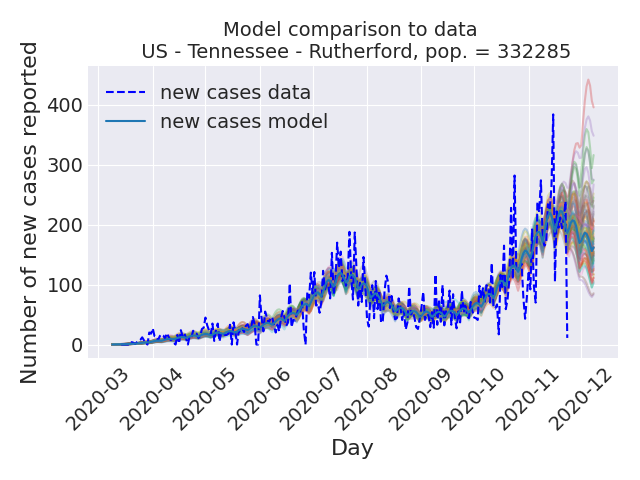 Model comparison to data
US - Tennessee - Rutherford, pop. = 332285
Number of new cases reported
400
300
200
100
0
new cases data
new cases model
2020-03
2020-04
2020-05
2020-06
2020-07
2020-08
2020-09
2020-10
2020-11
2020-12
Day